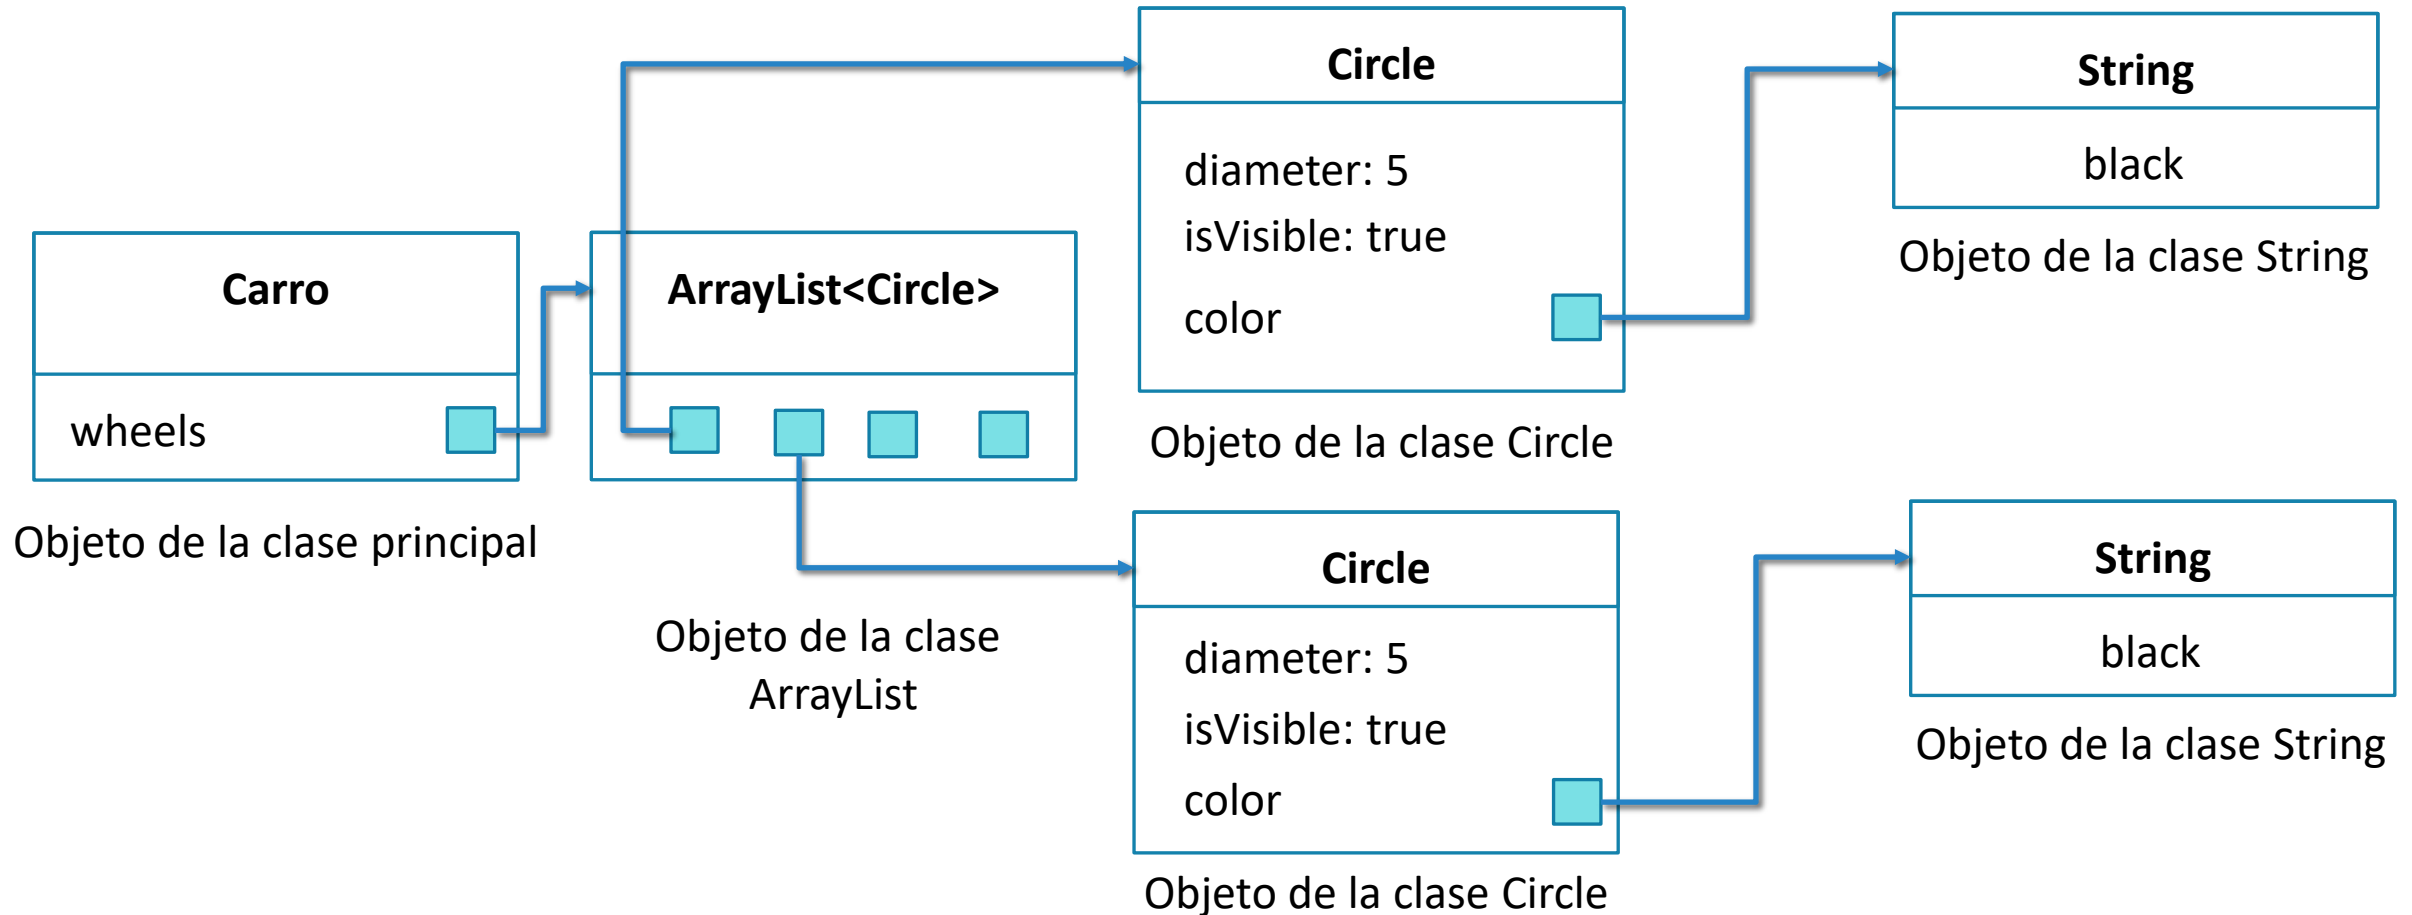 Carro
wheels
Objeto de la clase principal
ArrayList<Circle>
Objeto de la clase
ArrayList
Circle
diameter: 5
isVisible: true
color
Objeto de la clase Circle
String
black
Objeto de la clase String
Circle
diameter: 5
isVisible: true
color
Objeto de la clase Circle
String
black
Objeto de la clase String